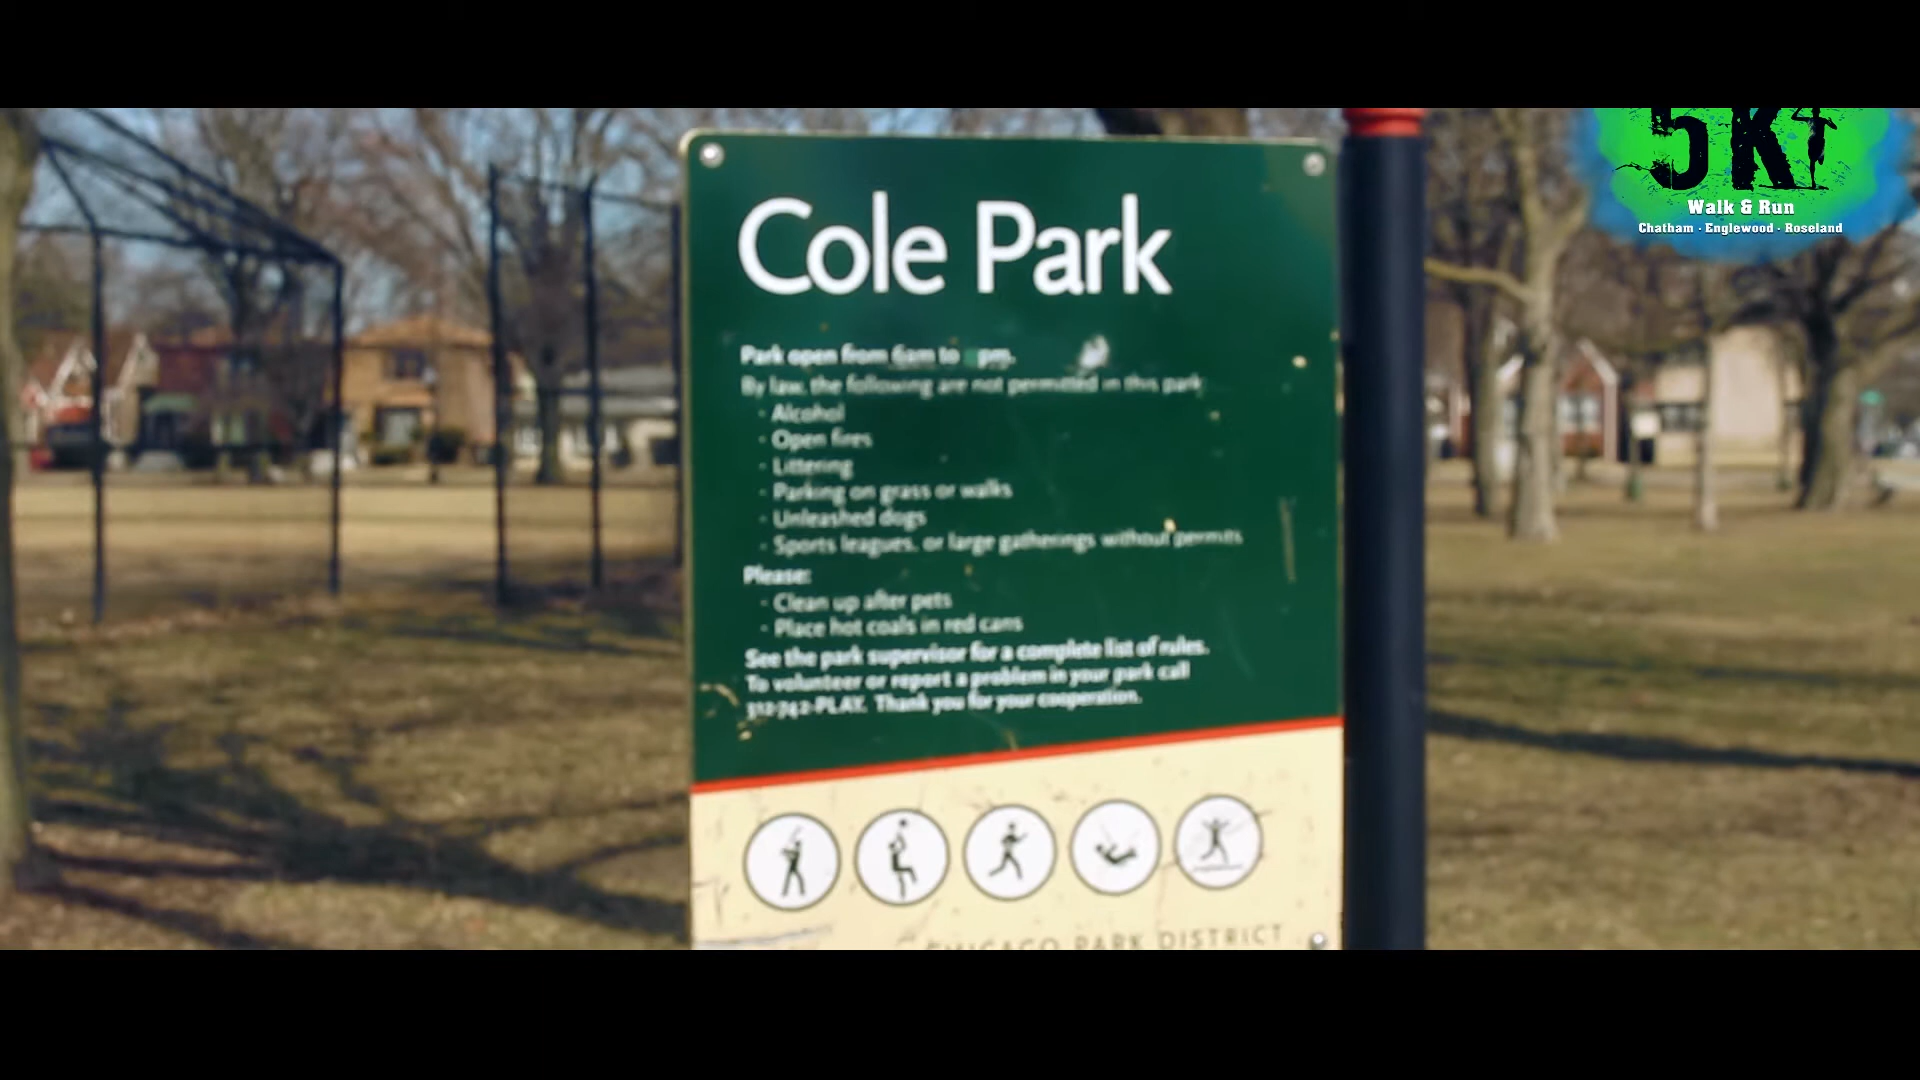 5K
Walk & Run
Chatham · Englewood · Roseland
Cole Park
Park open from 6am to pm.
By law, the following are not permitted in this park
· Alcohol
· Open fires
· Littering
· Parking on grass or walks
· Unleashed dogs
· Sports leagues, or large gatherings without permits
Please:
· Clean up after pets
· Place hot coals in red cans
See the park supervisor for a complete list of rules.
To volunteer or report a problem in your park call
312-742-PLAY. Thank you for your cooperation.
CHICAGO PARK DISTRICT